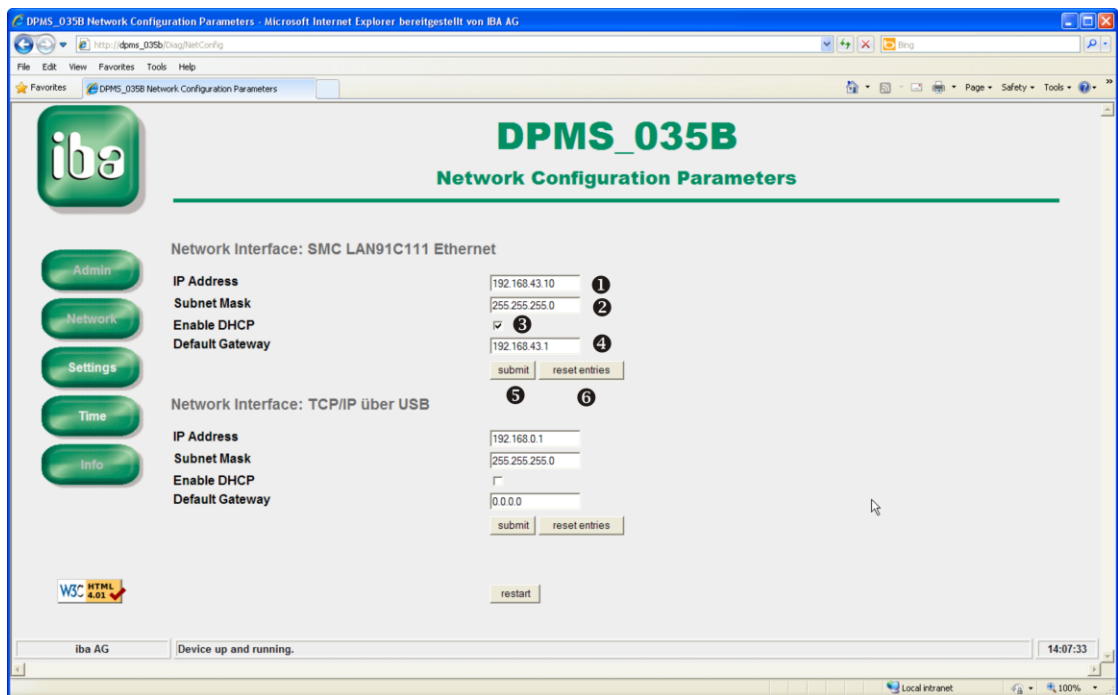 DPMS_035B Network Configuration Parameters - Microsoft Internet Explorer bereitgestellt von IBA AG
http://dpms_035b/Diag/NetConfig
Bing
File Edit View Favorites Tools Help
Favorites DPMS_035B Network Configuration Parameters Page Safety Tools
iba
DPMS_035B
Network Configuration Parameters
Admin
Network
Settings
Time
Info
Network Interface: SMC LAN91C111 Ethernet
IP Address 192.168.43.10 ❶
Subnet Mask 255.255.255.0 ❷
Enable DHCP ❸
Default Gateway 192.168.43.1 ❹
submit reset entries
❺ ❻
Network Interface: TCP/IP über USB
IP Address 192.168.0.1
Subnet Mask 255.255.255.0
Enable DHCP
Default Gateway 0.0.0.0
submit reset entries
W3C HTML 4.01
restart
iba AG Device up and running. 14:07:33
Local intranet 100%